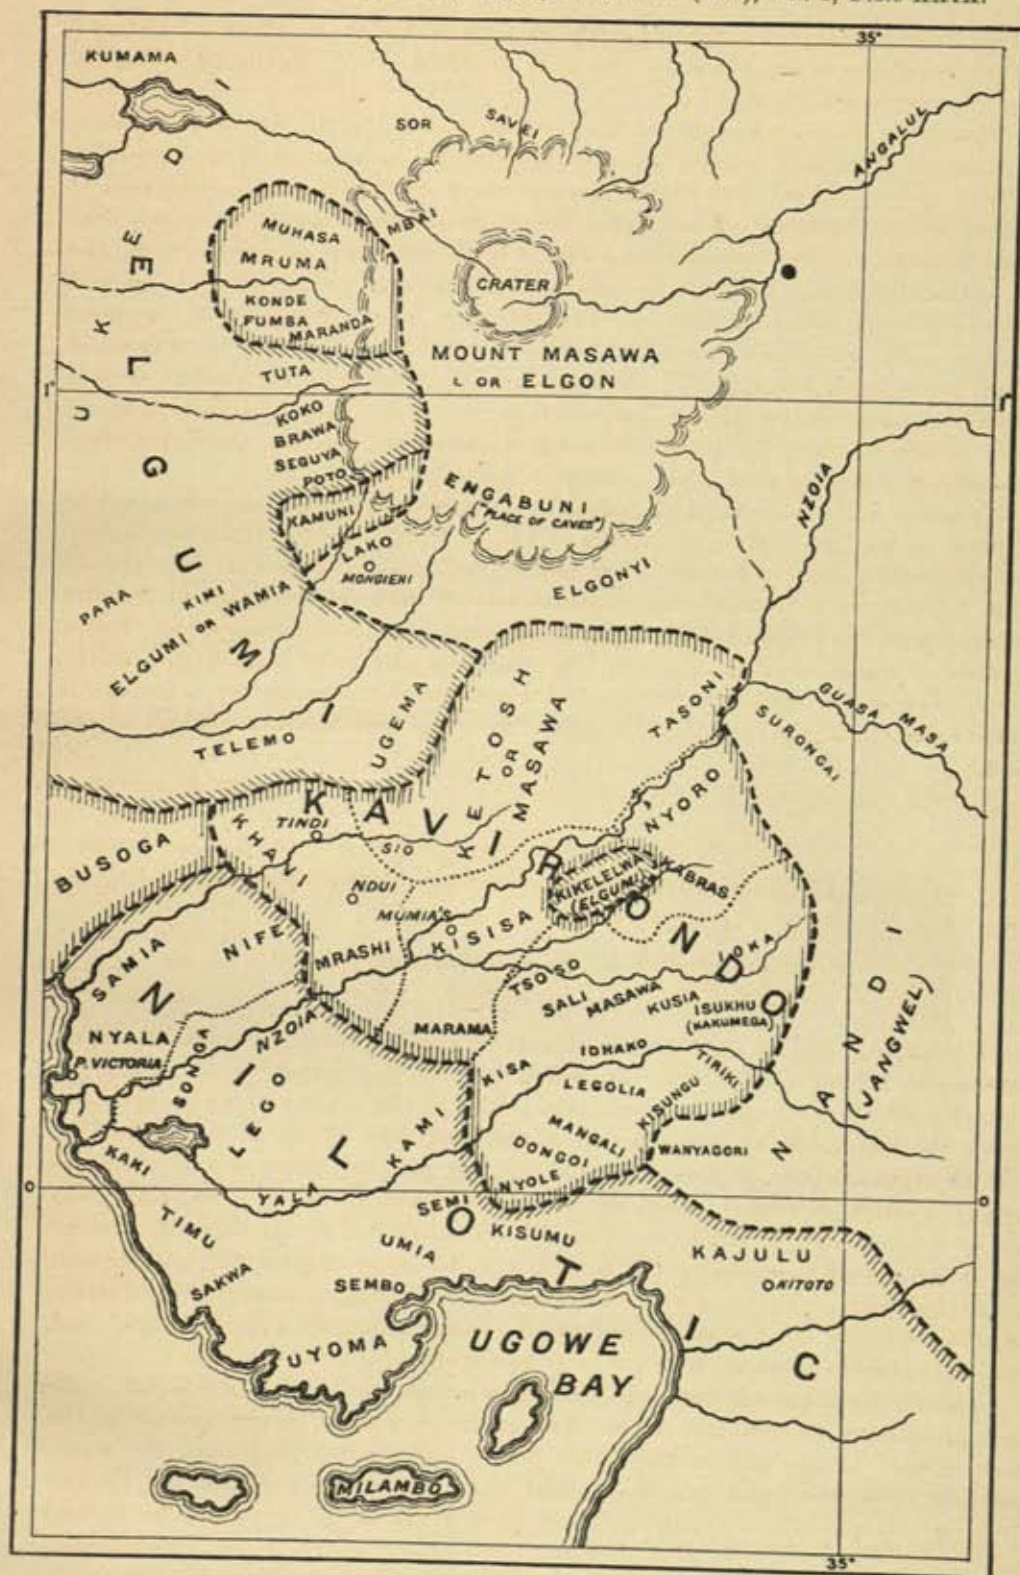 35°
KUMAMA
SOR
SAVEI
ANGALUL
MBAI
MUHASA
MRUMA
KONDE
FUMBA
MARANDA
CRATER
MOUNT MASAWA
OR ELGON
TUTA
1°
KOKO
BRAWA
SEGUYA
POTO
KAMUNI
ENGABUNI
("PLACE OF CAVES")
NZOIA
LAKO
ELGONYI
PARA
KIMI
ELGUMI OR WAMIA
ELGUMI
TELEMO
UGEMA
KETOSH
OR
MASAWA
TASONI
GUASA MASA
SURONGAI
KAVIRONDO
BUSOGA
KHANI
TINDI
SIO
NYORO
NDUI
MUMIA'S
KISISA
KIKELELWA
(ELGUMI)
KABRAS
SAMIA
NIFE
MRASHI
TSOSO
SALI
MASAWA
KUSIA
ISUKHU
(KAKUMEGA)
NYALA
P. VICTORIA
SONGA
NZOIA
MARAMA
NANDI
(JANGWEL)
LEGO
KAMI
KISA
IDHAKO
LEGOLIA
TIRIKI
KISUNGU
MANGALI
DONGOI
NYOLE
WANYAGORI
KAKI
YALA
0
0
NILOTIC
TIMU
SEMI
UMIA
KISUMU
KAJULU
KITOTO
SAKWA
SEMBO
UYOMA
UGOWE
BAY
MILAMBO
35°